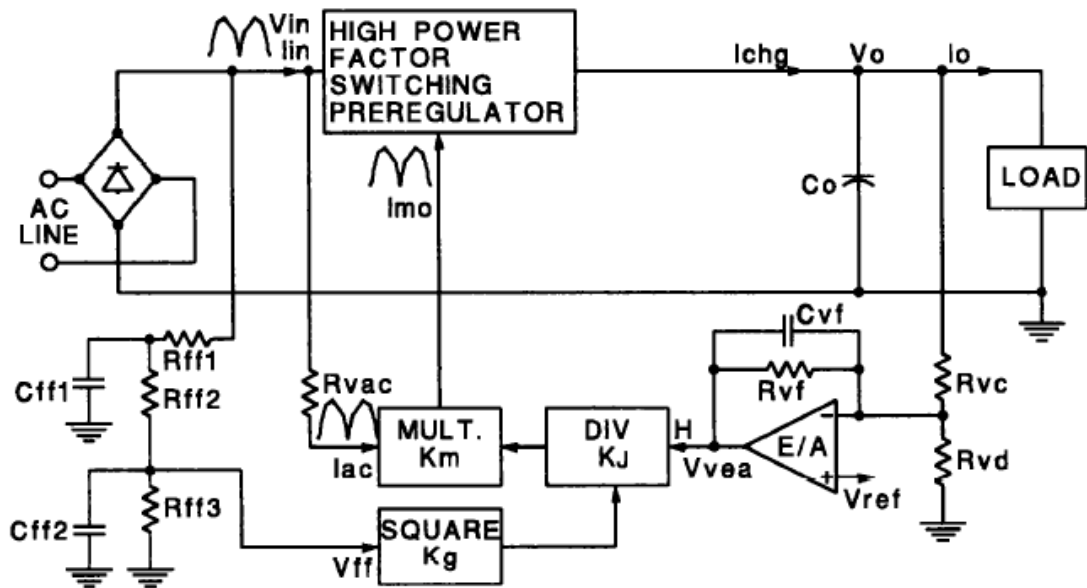 Vin
Iin
HIGH POWER
FACTOR
SWITCHING
PREREGULATOR
Ichg
Vo
Io
AC
LINE
Imo
Co
LOAD
Rff1
Cff1
Rff2
Rvac
Cvf
Rvf
Rvc
MULT.
Km
Iac
DIV
KJ
H
Vvea
E/A
-
+
Vref
Rvd
Cff2
Rff3
Vff
SQUARE
Kg